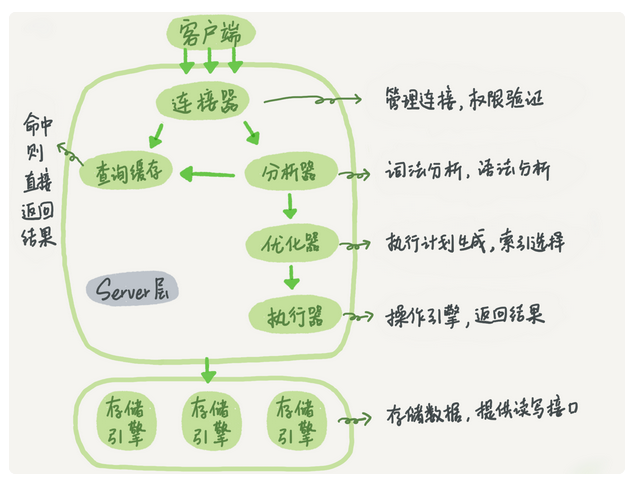 客户端
连接器
管理连接,权限验证
命中
则
直接
返回
结果
查询缓存
分析器
词法分析,语法分析
优化器
执行计划生成,索引选择
Server层
执行器
操作引擎,返回结果
存储
引擎
存储
引擎
存储
引擎
存储数据,提供读写接口